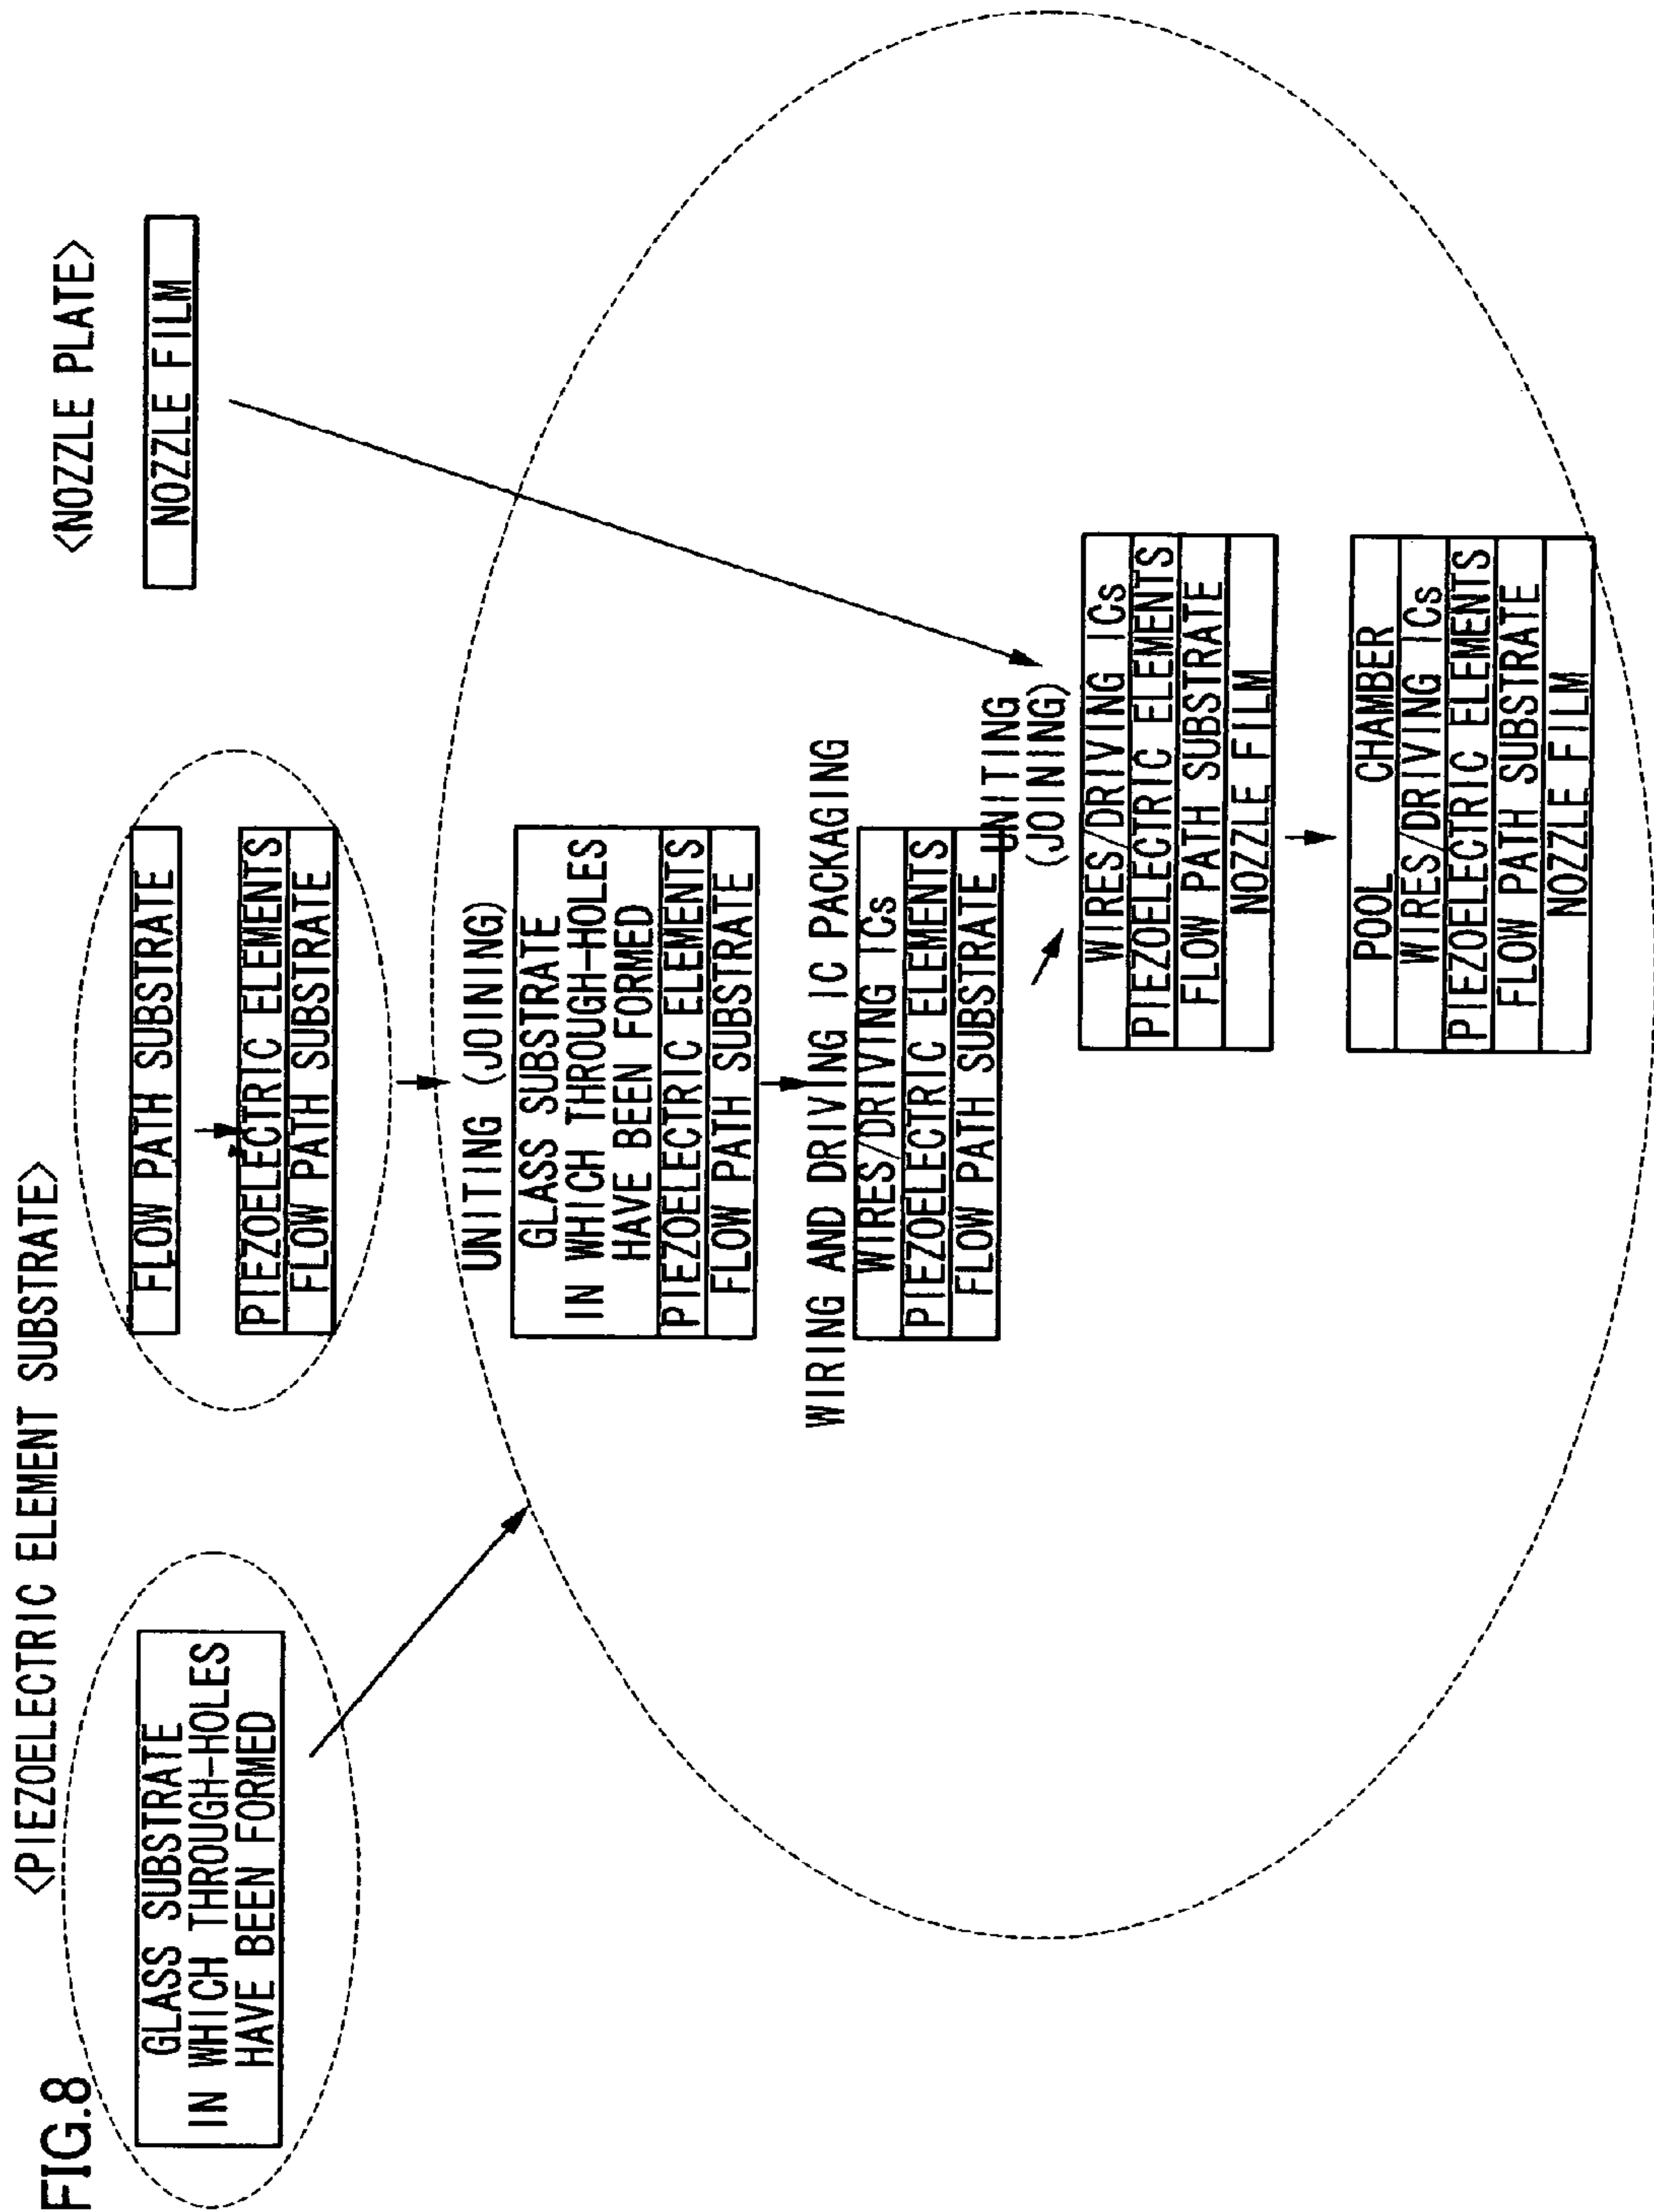 FIG.8
<PIEZOELECTRIC ELEMENT SUBSTRATE>
<NOZZLE PLATE>
GLASS SUBSTRATE
IN WHICH THROUGH-HOLES
HAVE BEEN FORMED
FLOW PATH SUBSTRATE
PIEZOELECTRIC ELEMENTS
FLOW PATH SUBSTRATE
NOZZLE FILM
UNITING (JOINING)
GLASS SUBSTRATE
IN WHICH THROUGH-HOLES
HAVE BEEN FORMED
PIEZOELECTRIC ELEMENTS
FLOW PATH SUBSTRATE
WIRING AND DRIVING IC PACKAGING
WIRES/DRIVING ICs
PIEZOELECTRIC ELEMENTS
FLOW PATH SUBSTRATE
UNITING
(JOINING)
WIRES/DRIVING ICs
PIEZOELECTRIC ELEMENTS
FLOW PATH SUBSTRATE
NOZZLE FILM
POOL CHAMBER
WIRES/DRIVING ICs
PIEZOELECTRIC ELEMENTS
FLOW PATH SUBSTRATE
NOZZLE FILM